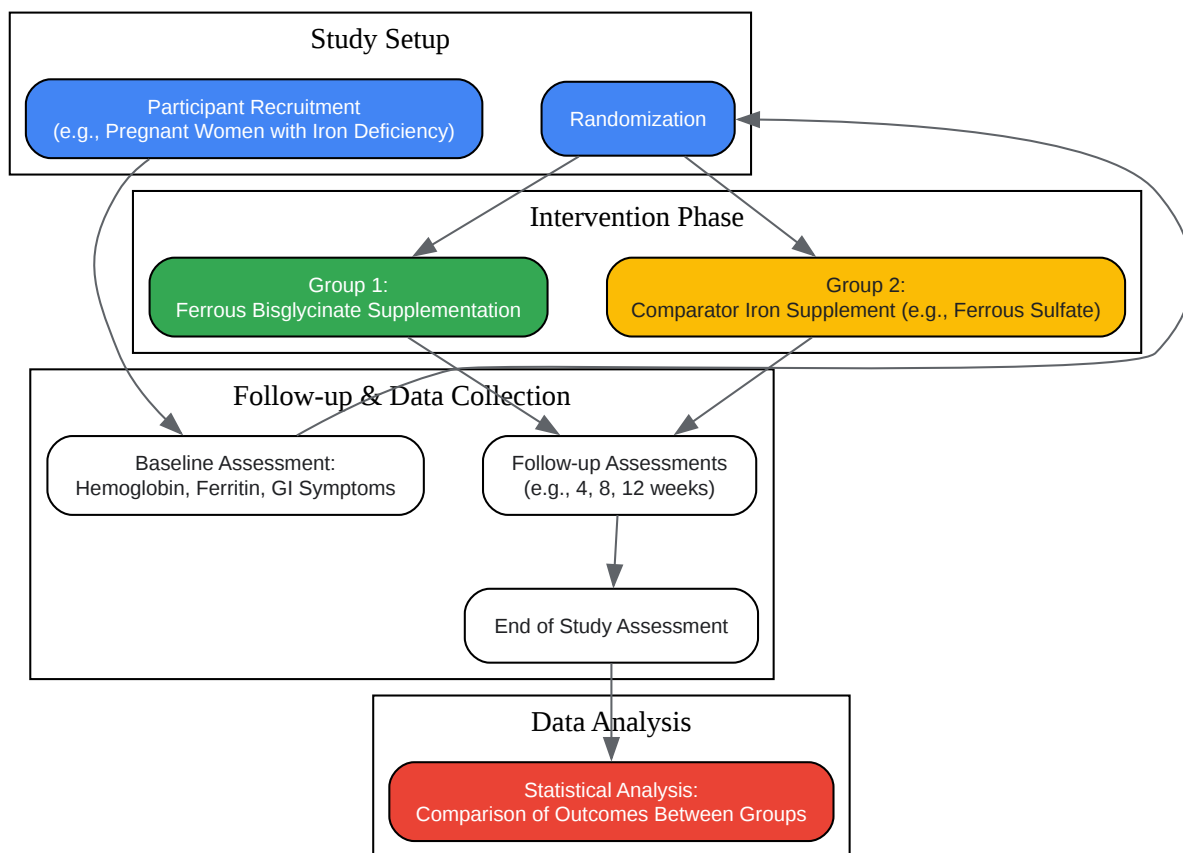 Study Setup
Participant Recruitment
(e.g., Pregnant Women with Iron Deficiency)
Randomization
Intervention Phase
Group 1:
Ferrous Bisglycinate Supplementation
Group 2:
Comparator Iron Supplement (e.g., Ferrous Sulfate)
Follow-up & Data Collection
Baseline Assessment:
Hemoglobin, Ferritin, GI Symptoms
Follow-up Assessments
(e.g., 4, 8, 12 weeks)
End of Study Assessment
Data Analysis
Statistical Analysis:
Comparison of Outcomes Between Groups